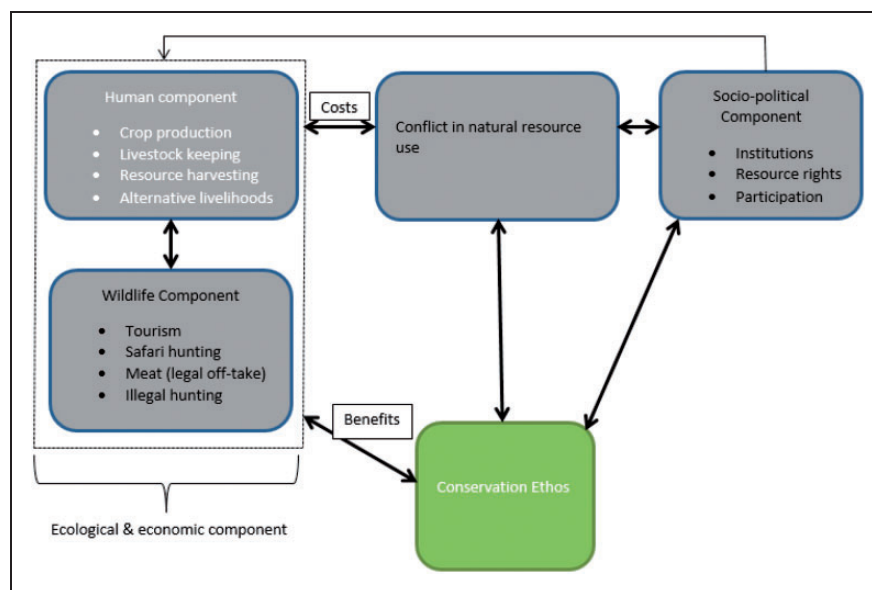 Human component
• Crop production
• Livestock keeping
• Resource harvesting
• Alternative livelihoods
Costs
Conflict in natural resource
use
Socio-political
Component
• Institutions
• Resource rights
• Participation
Wildlife Component
• Tourism
• Safari hunting
• Meat (legal off-take)
• Illegal hunting
Benefits
Conservation Ethos
Ecological & economic component